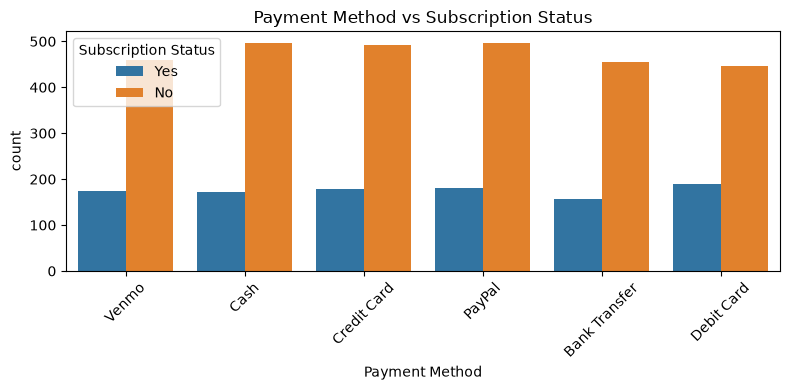 Payment Method vs Subscription Status
Subscription Status
Yes
No
count
500
400
300
200
100
0
Venmo
Cash
Credit Card
PayPal
Bank Transfer
Debit Card
Payment Method